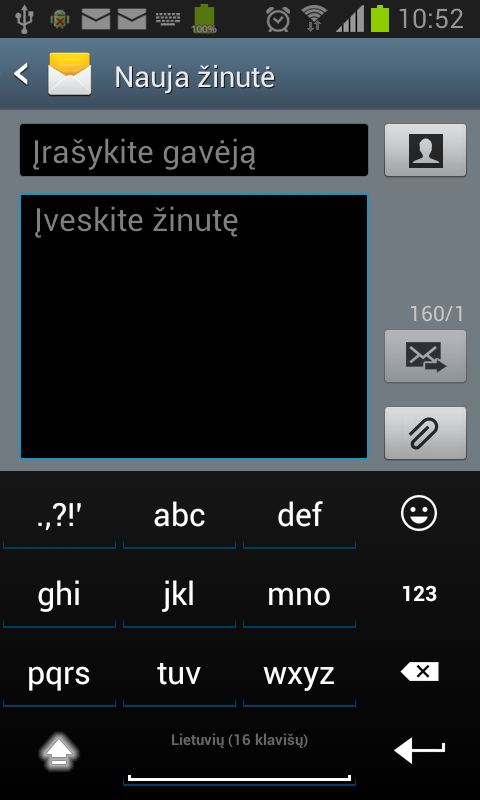 100%
10:52
Nauja žinutė
Įrašykite gavėją
Įveskite žinutę
160/1
.,?!'
abc
def
ghi
jkl
mno
123
pqrs
tuv
wxyz
Lietuvių (16 klavišų)